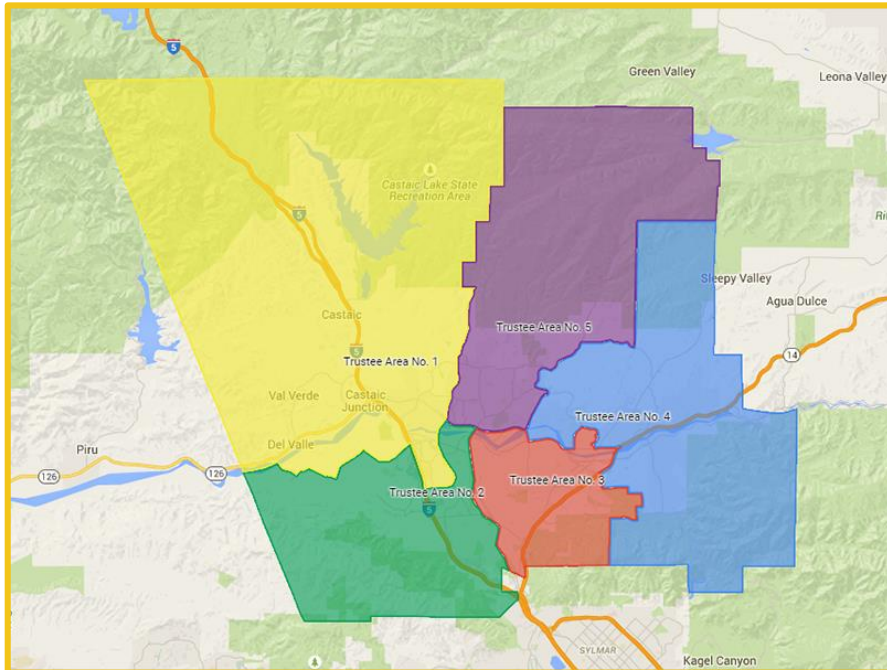 5
Green Valley
Leona Valley
Castaic Lake State
Recreation Area
5
Sleepy Valley
Agua Dulce
Castaic
Trustee Area No. 5
5
Trustee Area No. 1
14
Val Verde
Castaic
Junction
Trustee Area No. 4
Del Valle
Piru
126
126
Trustee Area No. 3
Trustee Area No. 2
5
SYLMAR
Kagel Canyon